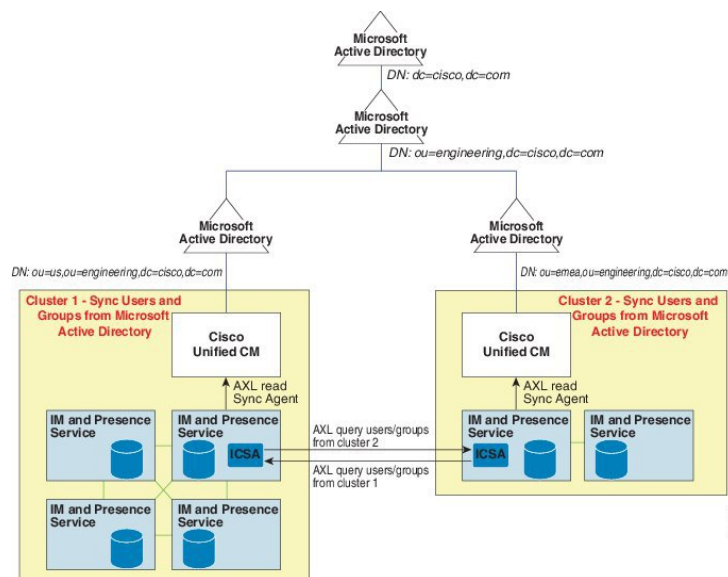 Microsoft
Active Directory
DN: dc=cisco,dc=com
Microsoft
Active Directory
DN: ou=engineering,dc=cisco,dc=com
Microsoft
Active Directory
DN: ou=us,ou=engineering,dc=cisco,dc=com
Microsoft
Active Directory
DN: ou=emea,ou=engineering,dc=cisco,dc=com
Cluster 1 - Sync Users and
Groups from Microsoft
Active Directory
Cisco
Unified CM
AXL read
Sync Agent
IM and Presence
Service
IM and Presence
Service
ICSA
IM and Presence
Service
IM and Presence
Service
AXL query users/groups
from cluster 2
AXL query users/groups
from cluster 1
Cluster 2 - Sync Users and
Groups from Microsoft
Active Directory
Cisco
Unified CM
AXL read
Sync Agent
IM and Presence
Service
ICSA
IM and Presence
Service